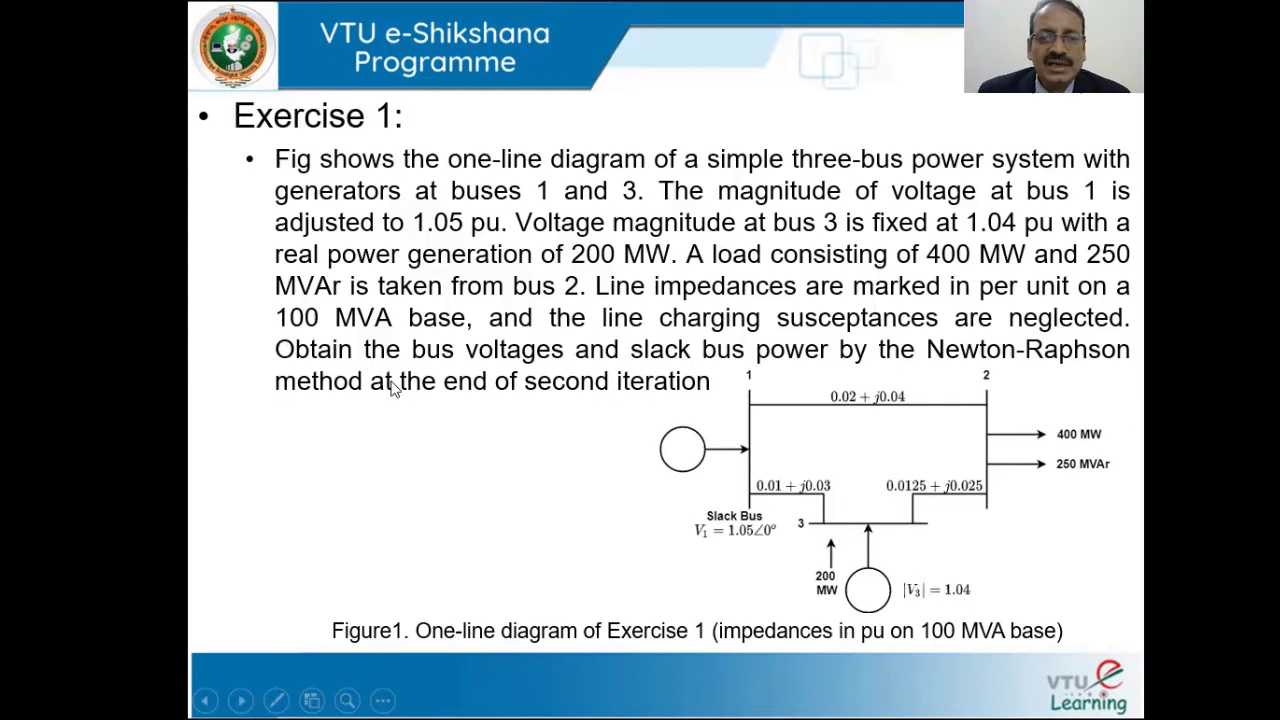 VTU e-Shikshana
Programme
• Exercise 1:
• Fig shows the one-line diagram of a simple three-bus power system with
generators at buses 1 and 3. The magnitude of voltage at bus 1 is
adjusted to 1.05 pu. Voltage magnitude at bus 3 is fixed at 1.04 pu with a
real power generation of 200 MW. A load consisting of 400 MW and 250
MVAr is taken from bus 2. Line impedances are marked in per unit on a
100 MVA base, and the line charging susceptances are neglected.
Obtain the bus voltages and slack bus power by the Newton-Raphson
method at the end of second iteration
1
2
0.02 + j0.04
400 MW
250 MVAr
0.01 + j0.03
0.0125 + j0.025
Slack Bus
V₁ = 1.05∠0°
3
200
MW
|V₃| = 1.04
Figure1. One-line diagram of Exercise 1 (impedances in pu on 100 MVA base)
VTU e
Learning